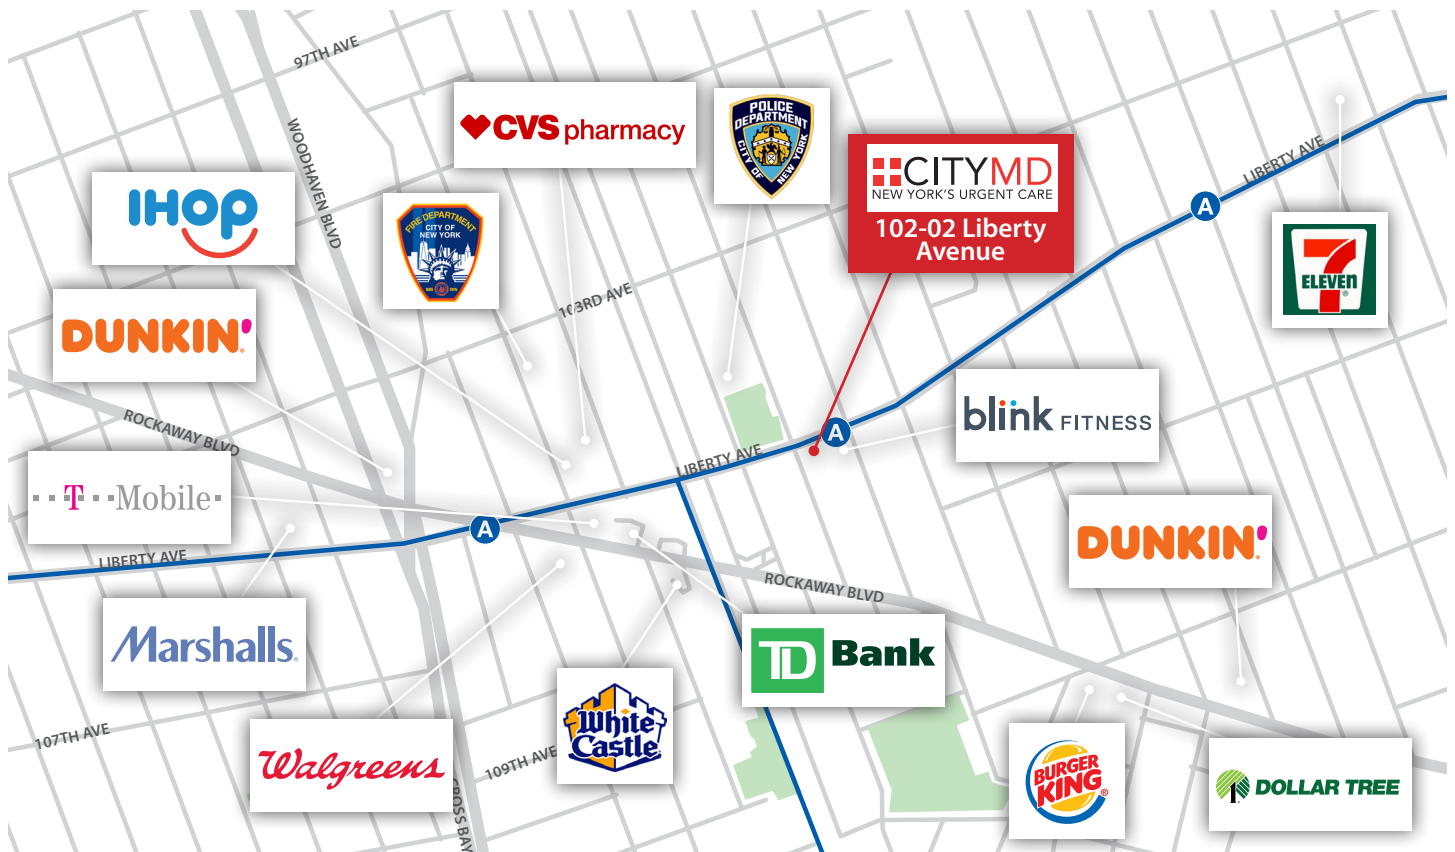 97TH AVE
WOODHAVEN BLVD
CVS pharmacy
POLICE
DEPARTMENT
CITY OF
NEW YORK
CITYMD
NEW YORK'S URGENT CARE
102-02 Liberty
Avenue
LIBERTY AVE
A
IHOP
FIRE DEPARTMENT
CITY OF
NEW YORK
7
ELEVEN
®
103RD AVE
DUNKIN'
blink FITNESS
ROCKAWAY BLVD
A
LIBERTY AVE
T Mobile
A
DUNKIN'
LIBERTY AVE
ROCKAWAY BLVD
Marshalls
TD Bank
White
Castle
107TH AVE
Walgreens
109TH AVE
CROSS BAY
BURGER
KING
®
DOLLAR TREE